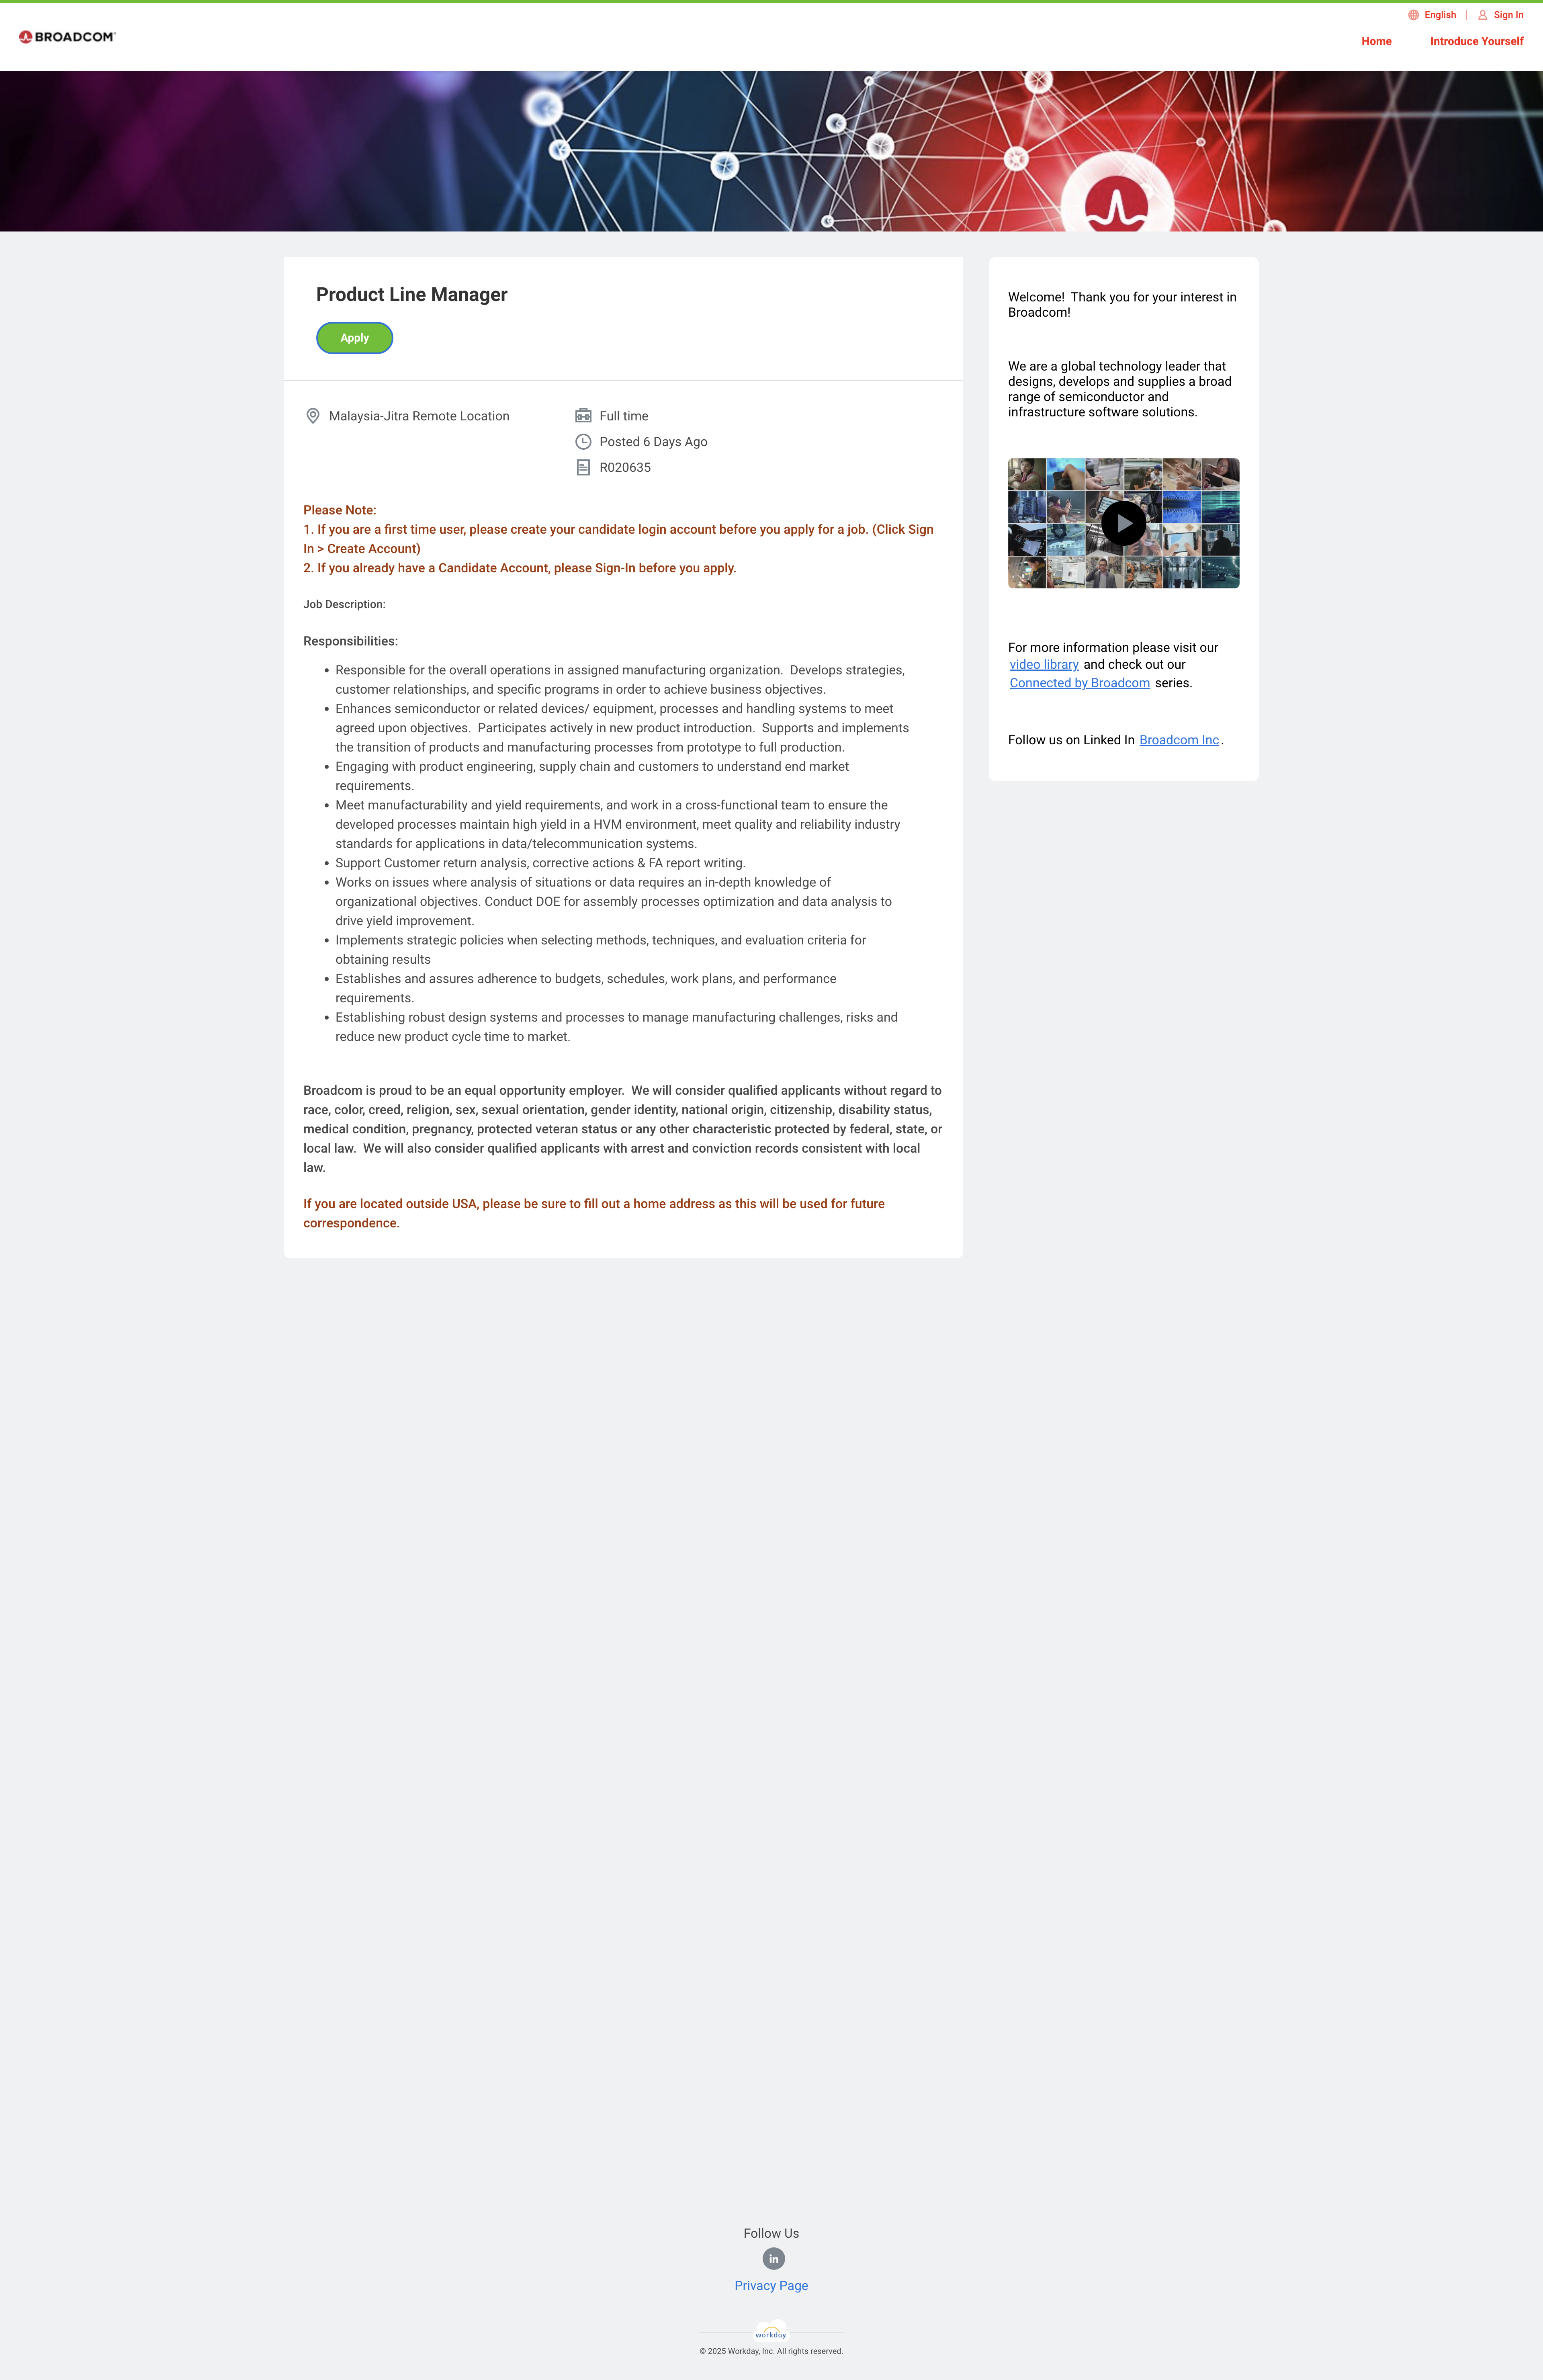 English | Sign In
BROADCOM
Home Introduce Yourself
Product Line Manager
Apply
Malaysia-Jitra Remote Location
Full time
Posted 6 Days Ago
R020635
Please Note:
1. If you are a first time user, please create your candidate login account before you apply for a job. (Click Sign
In > Create Account)
2. If you already have a Candidate Account, please Sign-In before you apply.
Job Description:
Responsibilities:
• Responsible for the overall operations in assigned manufacturing organization.  Develops strategies,
customer relationships, and specific programs in order to achieve business objectives.
• Enhances semiconductor or related devices/ equipment, processes and handling systems to meet
agreed upon objectives.  Participates actively in new product introduction.  Supports and implements
the transition of products and manufacturing processes from prototype to full production.
• Engaging with product engineering, supply chain and customers to understand end market
requirements.
• Meet manufacturability and yield requirements, and work in a cross-functional team to ensure the
developed processes maintain high yield in a HVM environment, meet quality and reliability industry
standards for applications in data/telecommunication systems.
• Support Customer return analysis, corrective actions & FA report writing.
• Works on issues where analysis of situations or data requires an in-depth knowledge of
organizational objectives. Conduct DOE for assembly processes optimization and data analysis to
drive yield improvement.
• Implements strategic policies when selecting methods, techniques, and evaluation criteria for
obtaining results
• Establishes and assures adherence to budgets, schedules, work plans, and performance
requirements.
• Establishing robust design systems and processes to manage manufacturing challenges, risks and
reduce new product cycle time to market.
Broadcom is proud to be an equal opportunity employer.  We will consider qualified applicants without regard to
race, color, creed, religion, sex, sexual orientation, gender identity, national origin, citizenship, disability status,
medical condition, pregnancy, protected veteran status or any other characteristic protected by federal, state, or
local law.  We will also consider qualified applicants with arrest and conviction records consistent with local
law.
If you are located outside USA, please be sure to fill out a home address as this will be used for future
correspondence.
Welcome!  Thank you for your interest in
Broadcom!
We are a global technology leader that
designs, develops and supplies a broad
range of semiconductor and
infrastructure software solutions.
For more information please visit our
video library and check out our
Connected by Broadcom series.
Follow us on Linked In Broadcom Inc.
Follow Us
in
Privacy Page
workday
© 2025 Workday, Inc. All rights reserved.